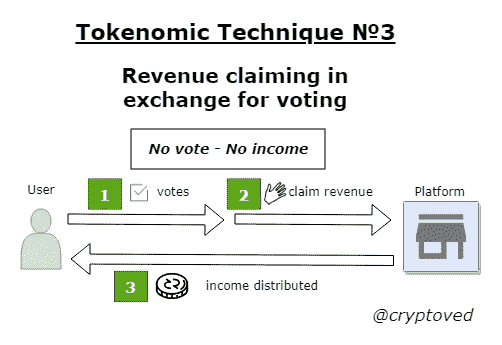 Tokenomic Technique №3
Revenue claiming in
exchange for voting
No vote - No income
User
1
votes
2
claim revenue
Platform
3
income distributed
@cryptoved